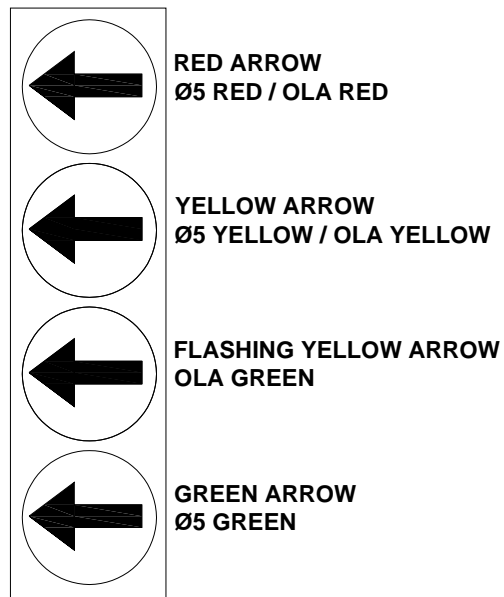 RED ARROW
Ø5 RED / OLA RED
YELLOW ARROW
Ø5 YELLOW / OLA YELLOW
FLASHING YELLOW ARROW
OLA GREEN
GREEN ARROW
Ø5 GREEN